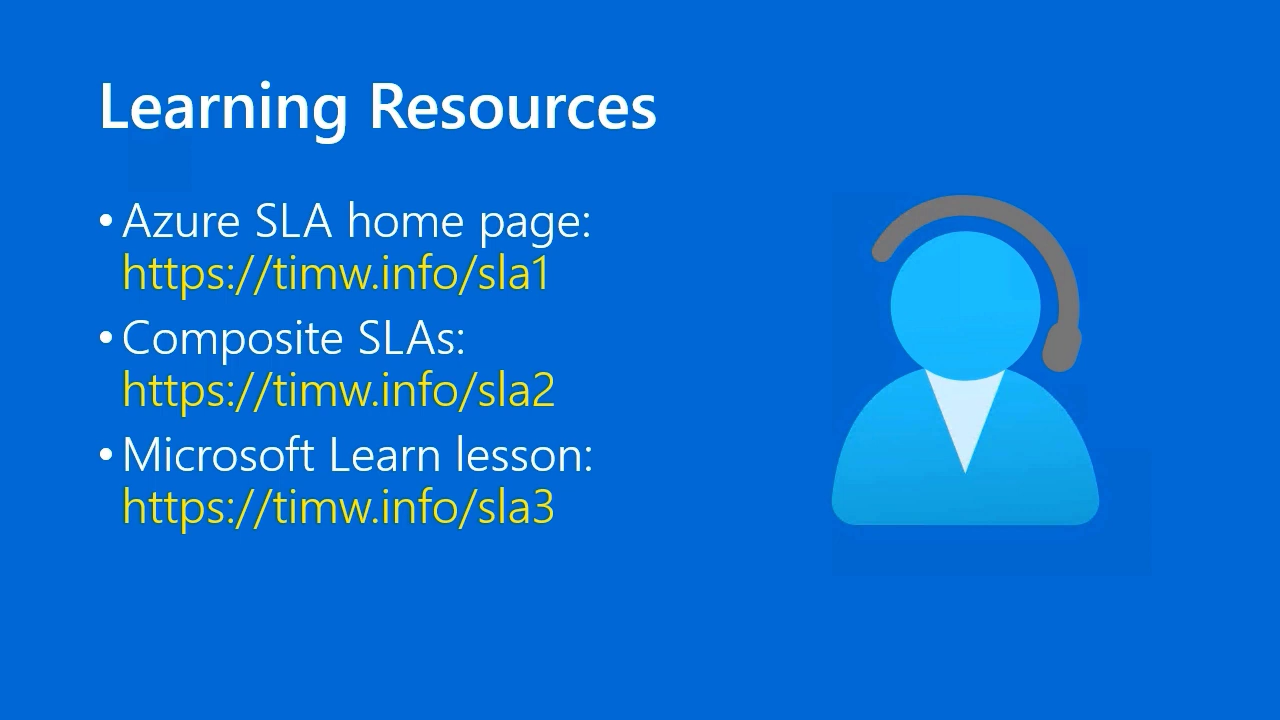 Learning Resources
• Azure SLA home page:
https://timw.info/sla1
• Composite SLAs:
https://timw.info/sla2
• Microsoft Learn lesson:
https://timw.info/sla3